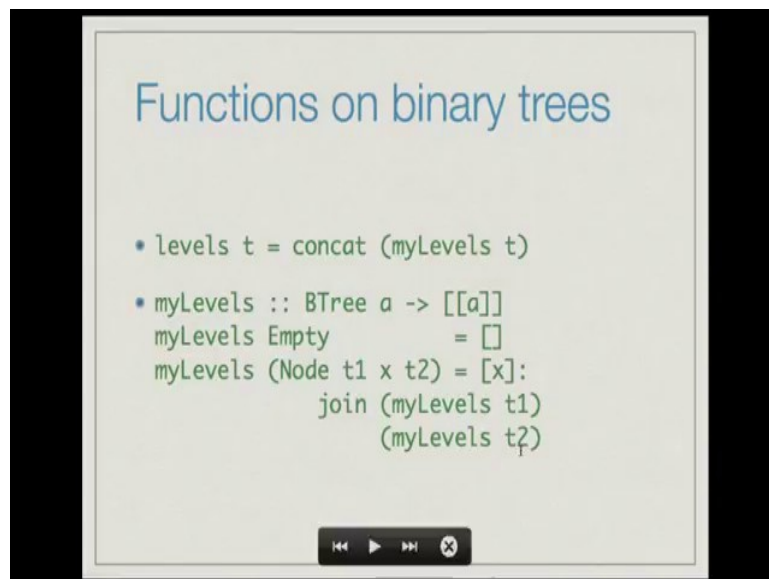 Functions on binary trees
• levels t = concat (myLevels t)
• myLevels :: BTree a -> [[a]]
myLevels Empty = []
myLevels (Node t1 x t2) = [x]:
join (myLevels t1)
(myLevels t2)